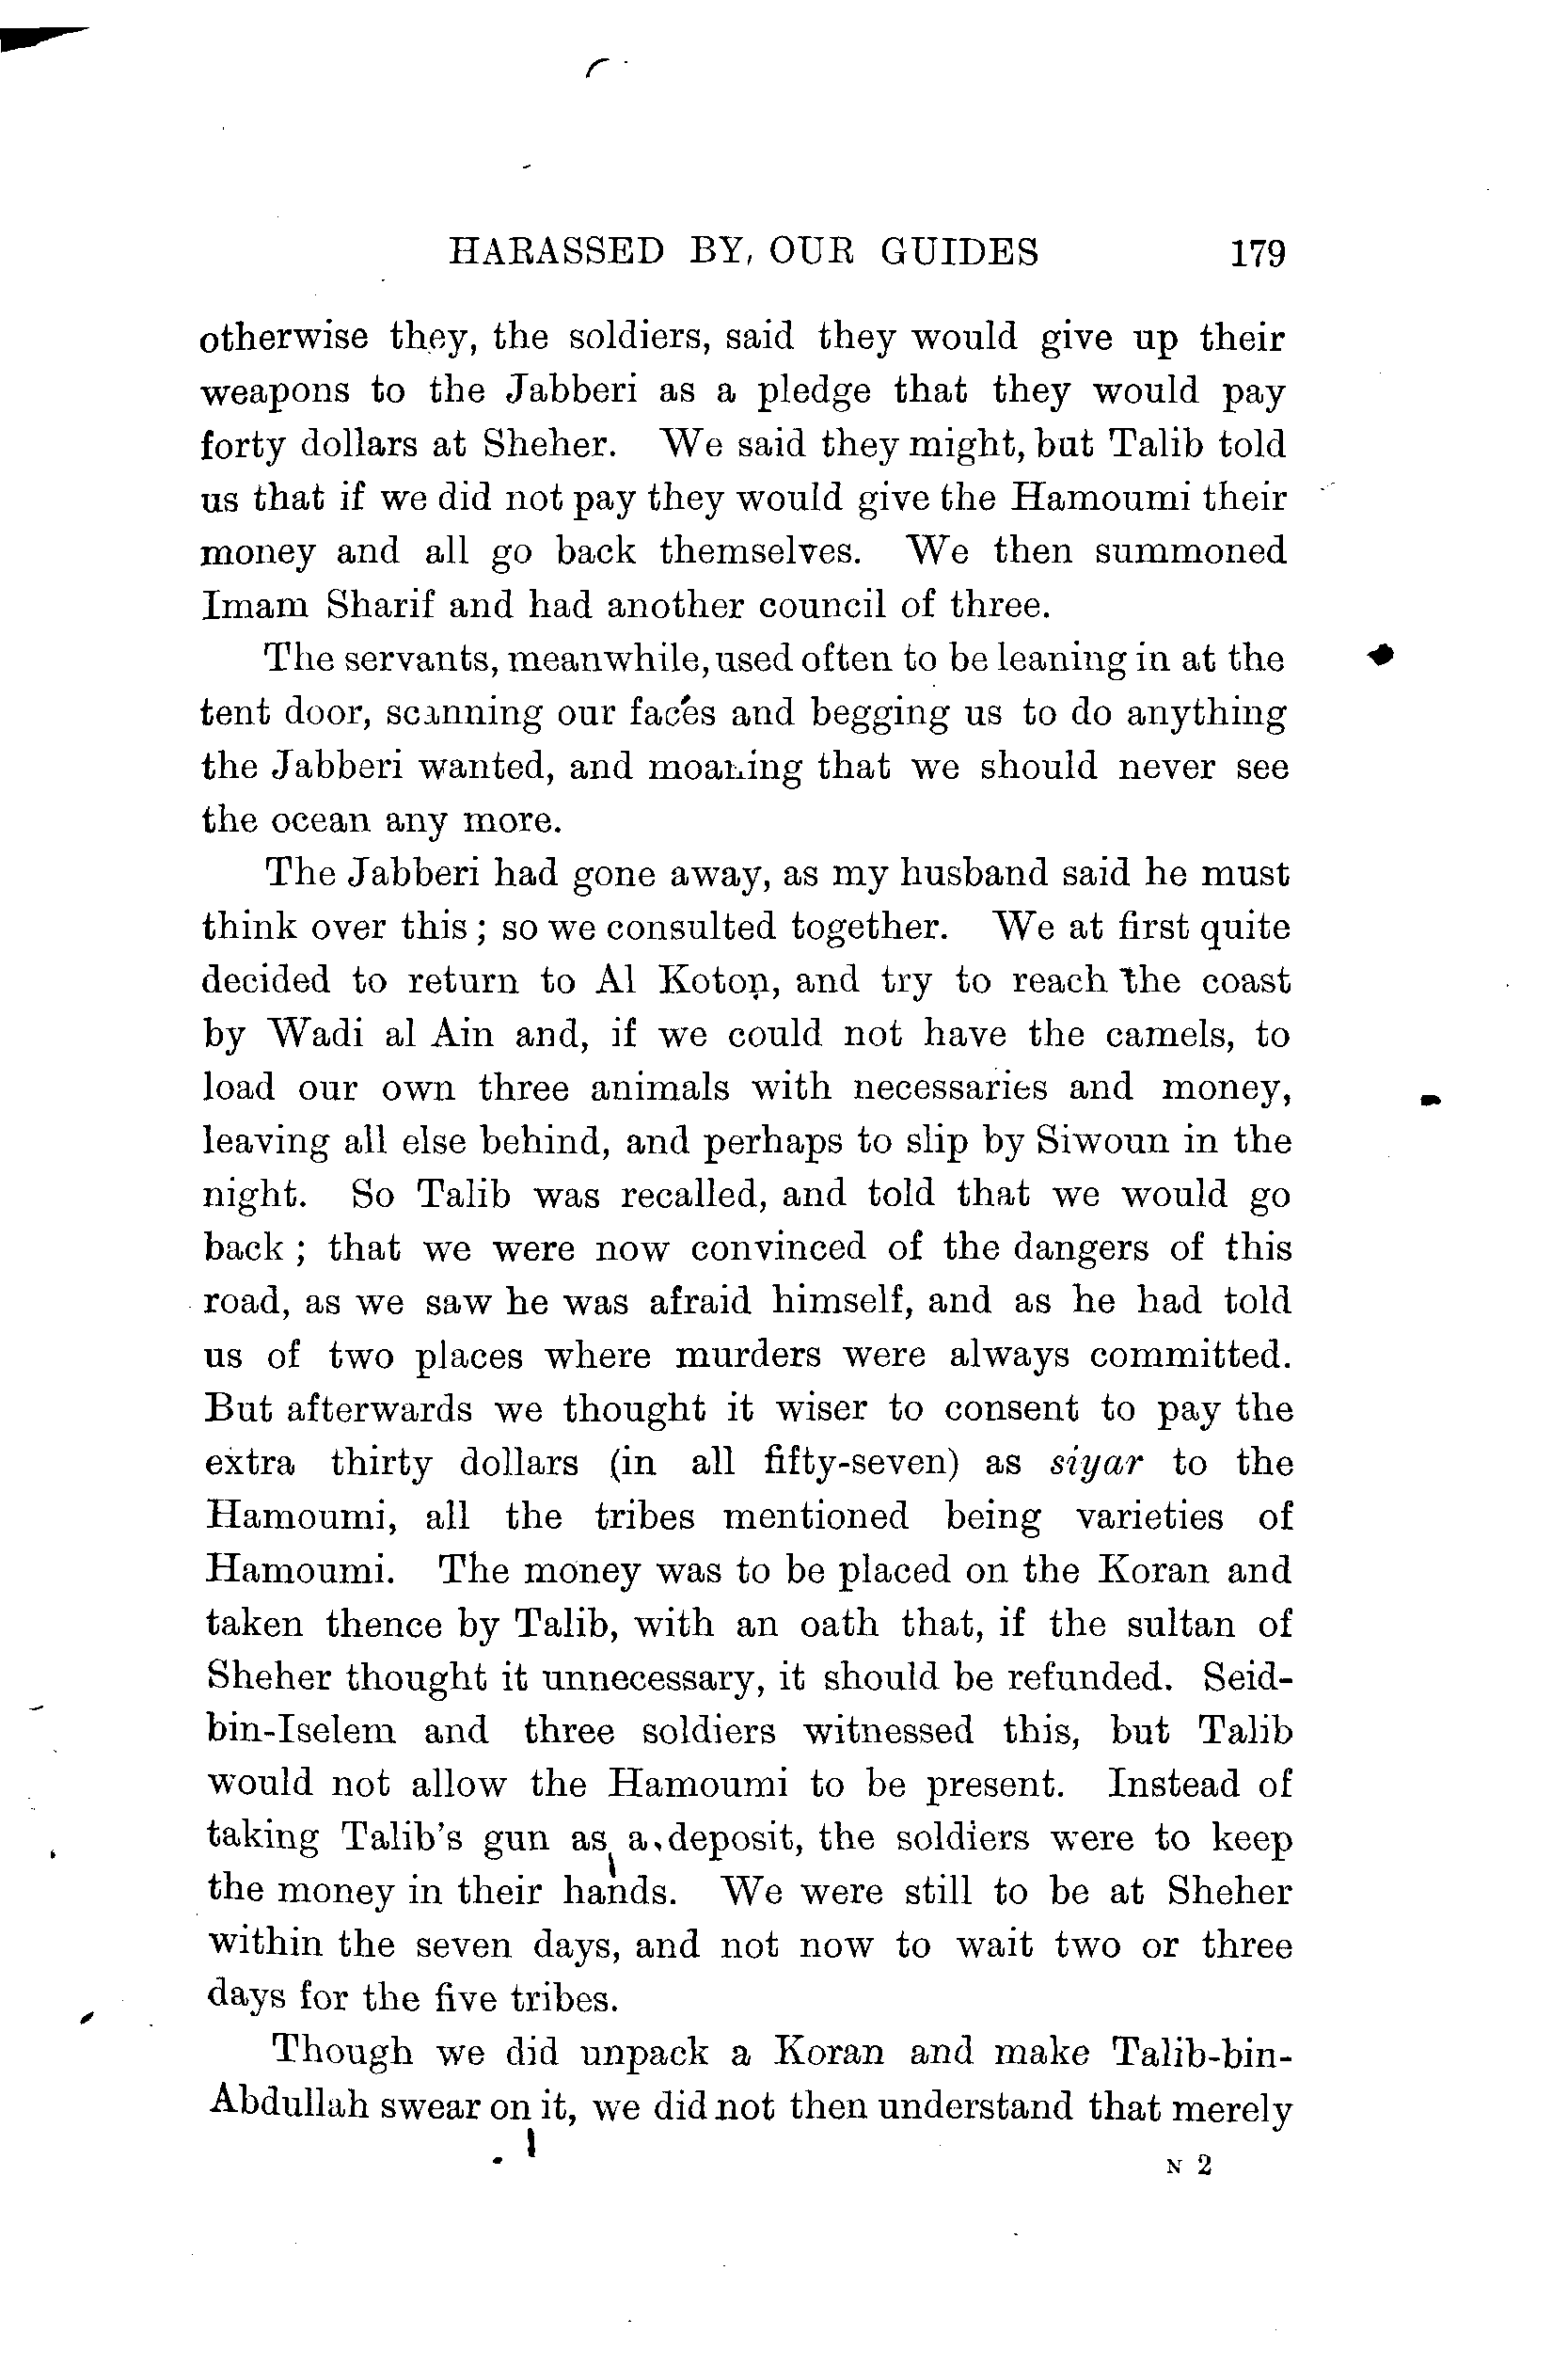 HARASSED BY OUR GUIDES 179
otherwise they, the soldiers, said they would give up their
weapons to the Jabberi as a pledge that they would pay
forty dollars at Sheher. We said they might, but Talib told
us that if we did not pay they would give the Hamoumi their
money and all go back themselves. We then summoned
Imam Sharif and had another council of three.
The servants, meanwhile, used often to be leaning in at the
tent door, scanning our faces and begging us to do anything
the Jabberi wanted, and moaning that we should never see
the ocean any more.
The Jabberi had gone away, as my husband said he must
think over this ; so we consulted together. We at first quite
decided to return to Al Koton, and try to reach the coast
by Wadi al Ain and, if we could not have the camels, to
load our own three animals with necessaries and money,
leaving all else behind, and perhaps to slip by Siwoun in the
night. So Talib was recalled, and told that we would go
back ; that we were now convinced of the dangers of this
road, as we saw he was afraid himself, and as he had told
us of two places where murders were always committed.
But afterwards we thought it wiser to consent to pay the
extra thirty dollars (in all fifty-seven) as siyar to the
Hamoumi, all the tribes mentioned being varieties of
Hamoumi. The money was to be placed on the Koran and
taken thence by Talib, with an oath that, if the sultan of
Sheher thought it unnecessary, it should be refunded. Seid-
bin-Iselem and three soldiers witnessed this, but Talib
would not allow the Hamoumi to be present. Instead of
taking Talib's gun as a deposit, the soldiers were to keep
the money in their hands. We were still to be at Sheher
within the seven days, and not now to wait two or three
days for the five tribes.
Though we did unpack a Koran and make Talib-bin-
Abdullah swear on it, we did not then understand that merely
N 2